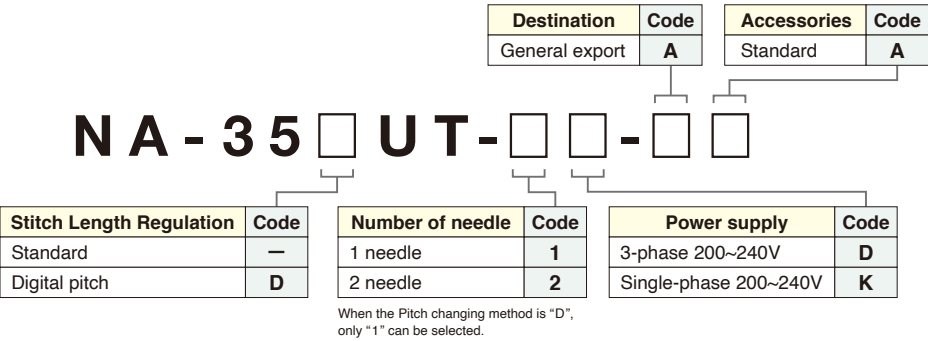 Destination Code
General export A
Accessories Code
Standard A
NA-35□UT-□□-□□
Stitch Length Regulation Code
Standard —
Digital pitch D
Number of needle Code
1 needle 1
2 needle 2
When the Pitch changing method is “D”,
only “1” can be selected.
Power supply Code
3-phase 200~240V D
Single-phase 200~240V K